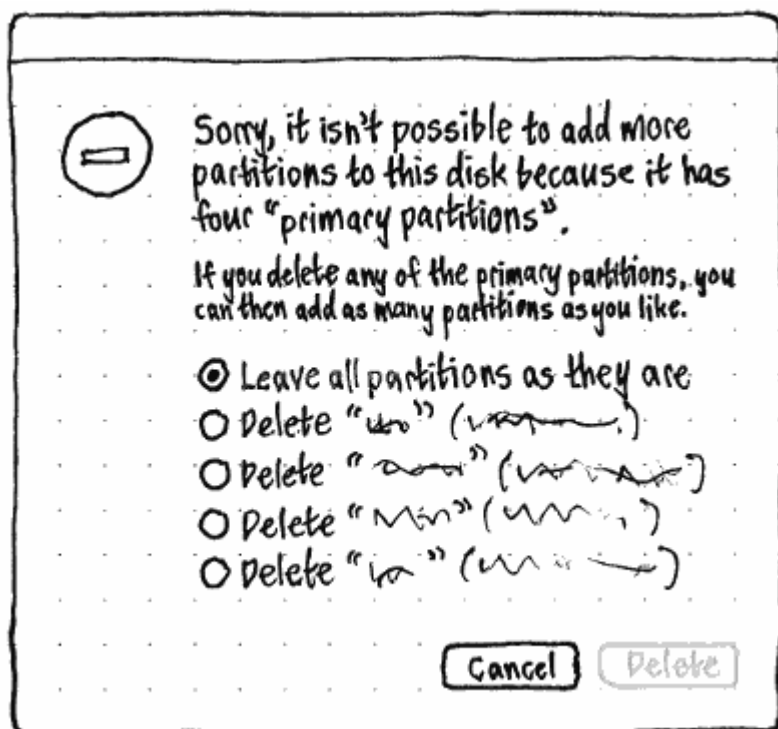 Sorry, it isn't possible to add more
partitions to this disk because it has
four “primary partitions”.
If you delete any of the primary partitions, you
can then add as many partitions as you like.
Leave all partitions as they are
Delete
Delete
Delete
Delete
Cancel Delete